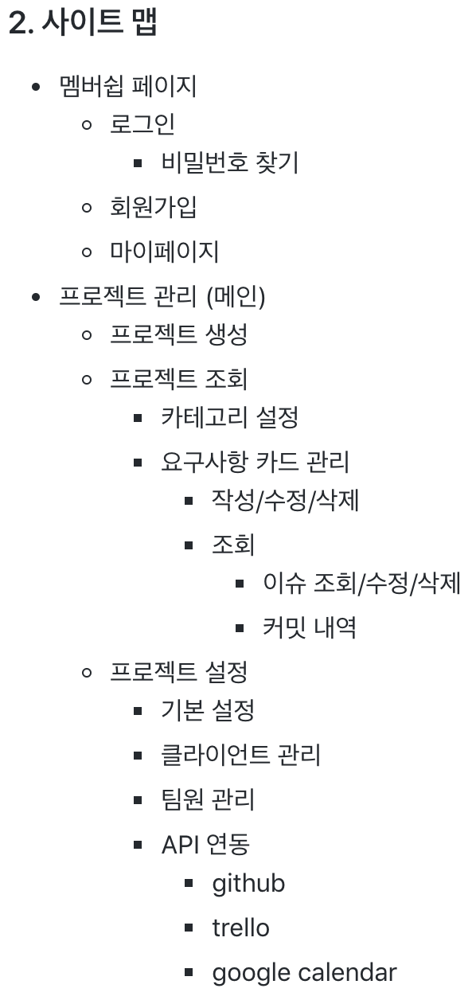 2. 사이트 맵
멤버쉽 페이지
로그인
비밀번호 찾기
회원가입
마이페이지
프로젝트 관리 (메인)
프로젝트 생성
프로젝트 조회
카테고리 설정
요구사항 카드 관리
작성/수정/삭제
조회
이슈 조회/수정/삭제
커밋 내역
프로젝트 설정
기본 설정
클라이언트 관리
팀원 관리
API 연동
github
trello
google calendar